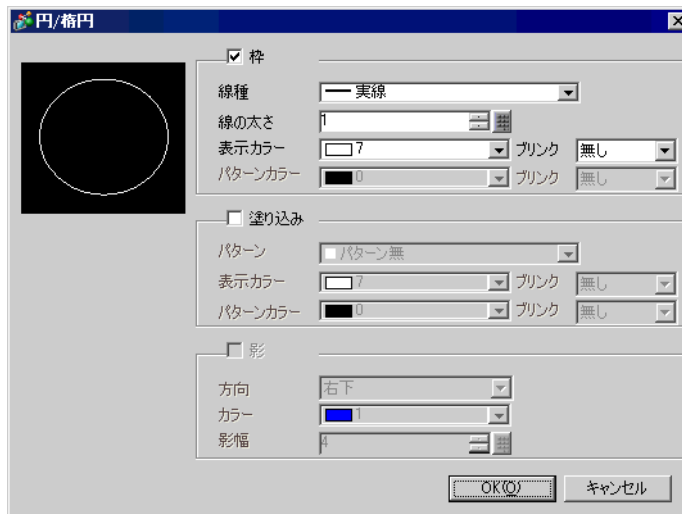 円/楕円
枠
線種 実線
線の太さ 1
表示カラー 7 ブリンク 無し
パターンカラー 0 ブリンク 無し
塗り込み
パターン パターン無
表示カラー 7 ブリンク 無し
パターンカラー 0 ブリンク 無し
影
方向 右下
カラー 1
影幅 4
OK(O) キャンセル